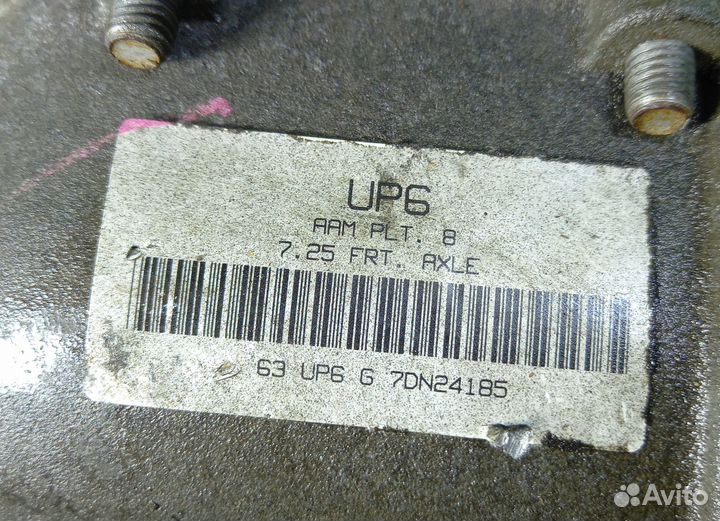 UP6
AAM PLT. 8
7.25 FRT. AXLE
63 UP6 G 7DN24185
Avito